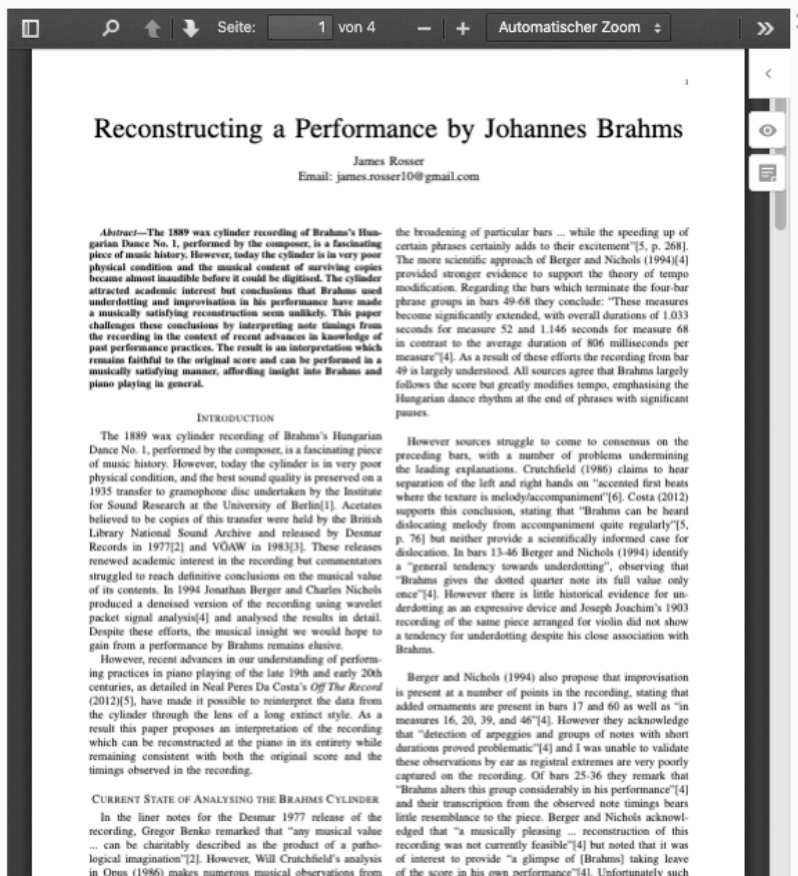 Seite: 1 von 4 Automatischer Zoom
1
Reconstructing a Performance by Johannes Brahms
James Rosser
Email: james.rosser10@gmail.com
Abstract—The 1889 wax cylinder recording of Brahms's Hun-
garian Dance No. 1, performed by the composer, is a fascinating
piece of music history. However, today the cylinder is in very poor
physical condition and the musical content of surviving copies
became almost inaudible before it could be digitised. The cylinder
attracted academic interest but conclusions that Brahms used
underdotting and improvisation in his performance have made
a musically satisfying reconstruction seem unlikely. This paper
challenges these conclusions by interpreting note timings from
the recording in the context of recent advances in knowledge of
past performance practices. The result is an interpretation which
remains faithful to the original score and can be performed in a
musically satisfying manner, affording insight into Brahms and
piano playing in general.
INTRODUCTION
The 1889 wax cylinder recording of Brahms's Hungarian
Dance No. 1, performed by the composer, is a fascinating piece
of music history. However, today the cylinder is in very poor
physical condition, and the best sound quality is preserved on a
1935 transfer to gramophone disc undertaken by the Institute
for Sound Research at the University of Berlin[1]. Acetates
believed to be copies of this transfer were held by the British
Library National Sound Archive and released by Desmar
Records in 1977[2] and VÖAW in 1983[3]. These releases
renewed academic interest in the recording but commentators
struggled to reach definitive conclusions on the musical value
of its contents. In 1994 Jonathan Berger and Charles Nichols
produced a denoised version of the recording using wavelet
packet signal analysis[4] and analysed the results in detail.
Despite these efforts, the musical insight we would hope to
gain from a performance by Brahms remains elusive.
However, recent advances in our understanding of perform-
ing practices in piano playing of the late 19th and early 20th
centuries, as detailed in Neal Peres Da Costa's Off The Record
(2012)[5], have made it possible to reinterpret the data from
the cylinder through the lens of a long extinct style. As a
result this paper proposes an interpretation of the recording
which can be reconstructed at the piano in its entirety while
remaining consistent with both the original score and the
timings observed in the recording.
CURRENT STATE OF ANALYSING THE BRAHMS CYLINDER
In the liner notes for the Desmar 1977 release of the
recording, Gregor Benko remarked that "any musical value
... can be charitably described as the product of a patho-
logical imagination"[2]. However, Will Crutchfield's analysis
in Opus (1986) makes numerous musical observations from
the broadening of particular bars ... while the speeding up of
certain phrases certainly adds to their excitement"[5, p. 268].
The more scientific approach of Berger and Nichols (1994)[4]
provided stronger evidence to support the theory of tempo
modification. Regarding the bars which terminate the four-bar
phrase groups in bars 49-68 they conclude: "These measures
become significantly extended, with overall durations of 1.033
seconds for measure 52 and 1.146 seconds for measure 68
in contrast to the average duration of 806 milliseconds per
measure"[4]. As a result of these efforts the recording from bar
49 is largely understood. All sources agree that Brahms largely
follows the score but greatly modifies tempo, emphasising the
Hungarian dance rhythm at the end of phrases with significant
pauses.
However sources struggle to come to consensus on the
preceding bars, with a number of problems undermining
the leading explanations. Crutchfield (1986) claims to hear
separation of the left and right hands on "accented first beats
where the texture is melody/accompaniment"[6]. Costa (2012)
supports this conclusion, stating that "Brahms can be heard
dislocating melody from accompaniment quite regularly"[5,
p. 76] but neither provide a scientifically informed case for
dislocation. In bars 13-46 Berger and Nichols (1994) identify
a "general tendency towards underdotting", observing that
"Brahms gives the dotted quarter note its full value only
once"[4]. However there is little historical evidence for un-
derdotting as an expressive device and Joseph Joachim's 1903
recording of the same piece arranged for violin did not show
a tendency for underdotting despite his close association with
Brahms.
Berger and Nichols (1994) also propose that improvisation
is present at a number of points in the recording, stating that
added ornaments are present in bars 17 and 60 as well as "in
measures 16, 20, 39, and 46"[4]. However they acknowledge
that "detection of arpeggios and groups of notes with short
durations proved problematic"[4] and I was unable to validate
these observations by ear as registral extremes are very poorly
captured on the recording. Of bars 25-36 they remark that
"Brahms alters this group considerably in his performance"[4]
and their transcription from the observed note timings bears
little resemblance to the piece. Berger and Nichols acknowl-
edged that "a musically pleasing ... reconstruction of this
recording was not currently feasible"[4] but noted that it was
of interest to provide "a glimpse of [Brahms] taking leave
of the score in his own performance"[4]. Unfortunately such